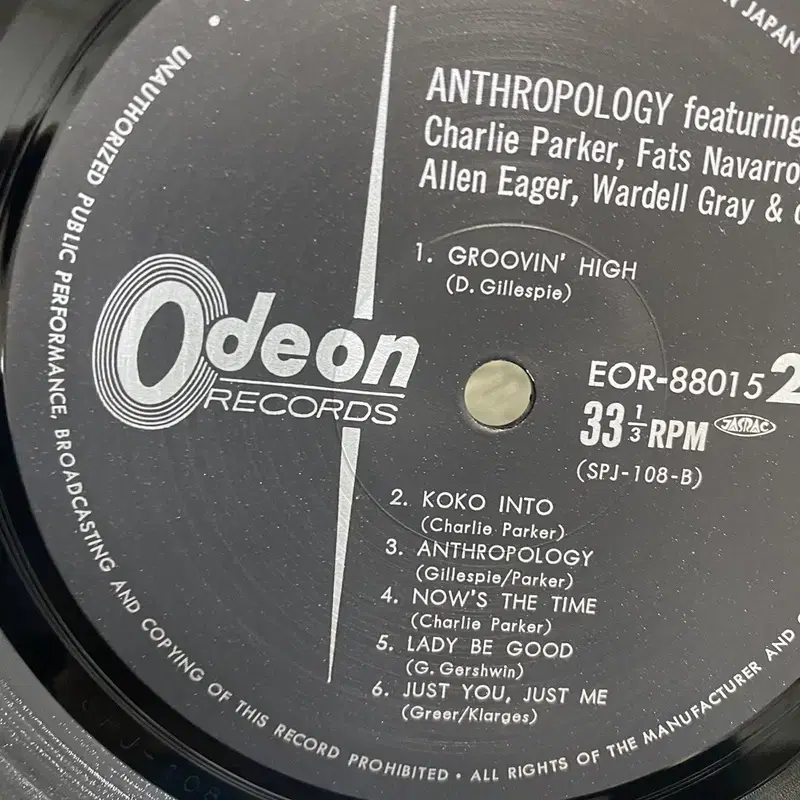 ANTHROPOLOGY featuring
Charlie Parker, Fats Navarro,
Allen Eager, Wardell Gray &
1. GROOVIN' HIGH
(D. Gillespie)
Odeon
RECORDS
EOR-88015 2
33 1/3 RPM JASRAC
(SPJ-108-B)
2. KOKO INTO
(Charlie Parker)
3. ANTHROPOLOGY
(Gillespie/Parker)
4. NOW'S THE TIME
(Charlie Parker)
5. LADY BE GOOD
(G. Gershwin)
6. JUST YOU, JUST ME
(Greer/Klarges)
UNAUTHORIZED PUBLIC PERFORMANCE, BROADCASTING AND COPYING OF THIS RECORD PROHIBITED • ALL RIGHTS OF THE MANUFACTURER AND
IN JAPAN